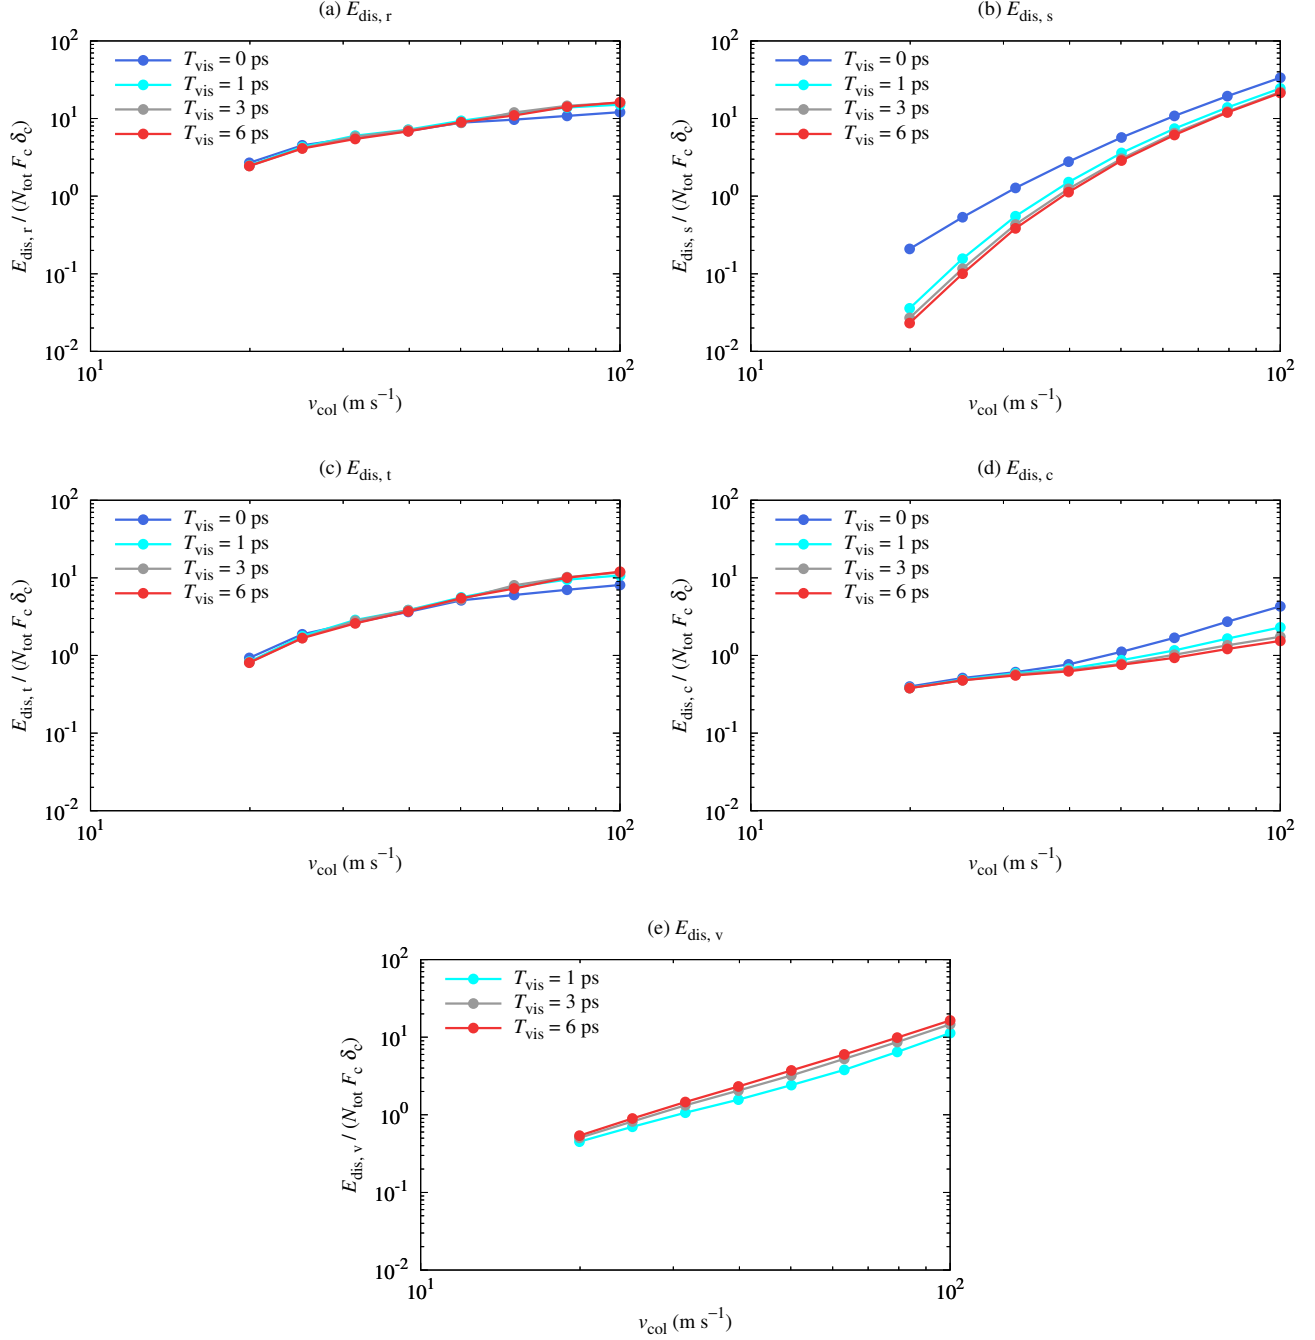 (a) E_dis, r
E_dis, r / (N_tot F_c δ_c)
10^2
10^1
10^0
10^-1
10^-2
T_vis = 0 ps
T_vis = 1 ps
T_vis = 3 ps
T_vis = 6 ps
10^1 10^2
v_col (m s^-1)
(b) E_dis, s
E_dis, s / (N_tot F_c δ_c)
10^2
10^1
10^0
10^-1
10^-2
T_vis = 0 ps
T_vis = 1 ps
T_vis = 3 ps
T_vis = 6 ps
10^1 10^2
v_col (m s^-1)
(c) E_dis, t
E_dis, t / (N_tot F_c δ_c)
10^2
10^1
10^0
10^-1
10^-2
T_vis = 0 ps
T_vis = 1 ps
T_vis = 3 ps
T_vis = 6 ps
10^1 10^2
v_col (m s^-1)
(d) E_dis, c
E_dis, c / (N_tot F_c δ_c)
10^2
10^1
10^0
10^-1
10^-2
T_vis = 0 ps
T_vis = 1 ps
T_vis = 3 ps
T_vis = 6 ps
10^1 10^2
v_col (m s^-1)
(e) E_dis, v
E_dis, v / (N_tot F_c δ_c)
10^2
10^1
10^0
10^-1
10^-2
T_vis = 1 ps
T_vis = 3 ps
T_vis = 6 ps
10^1 10^2
v_col (m s^-1)